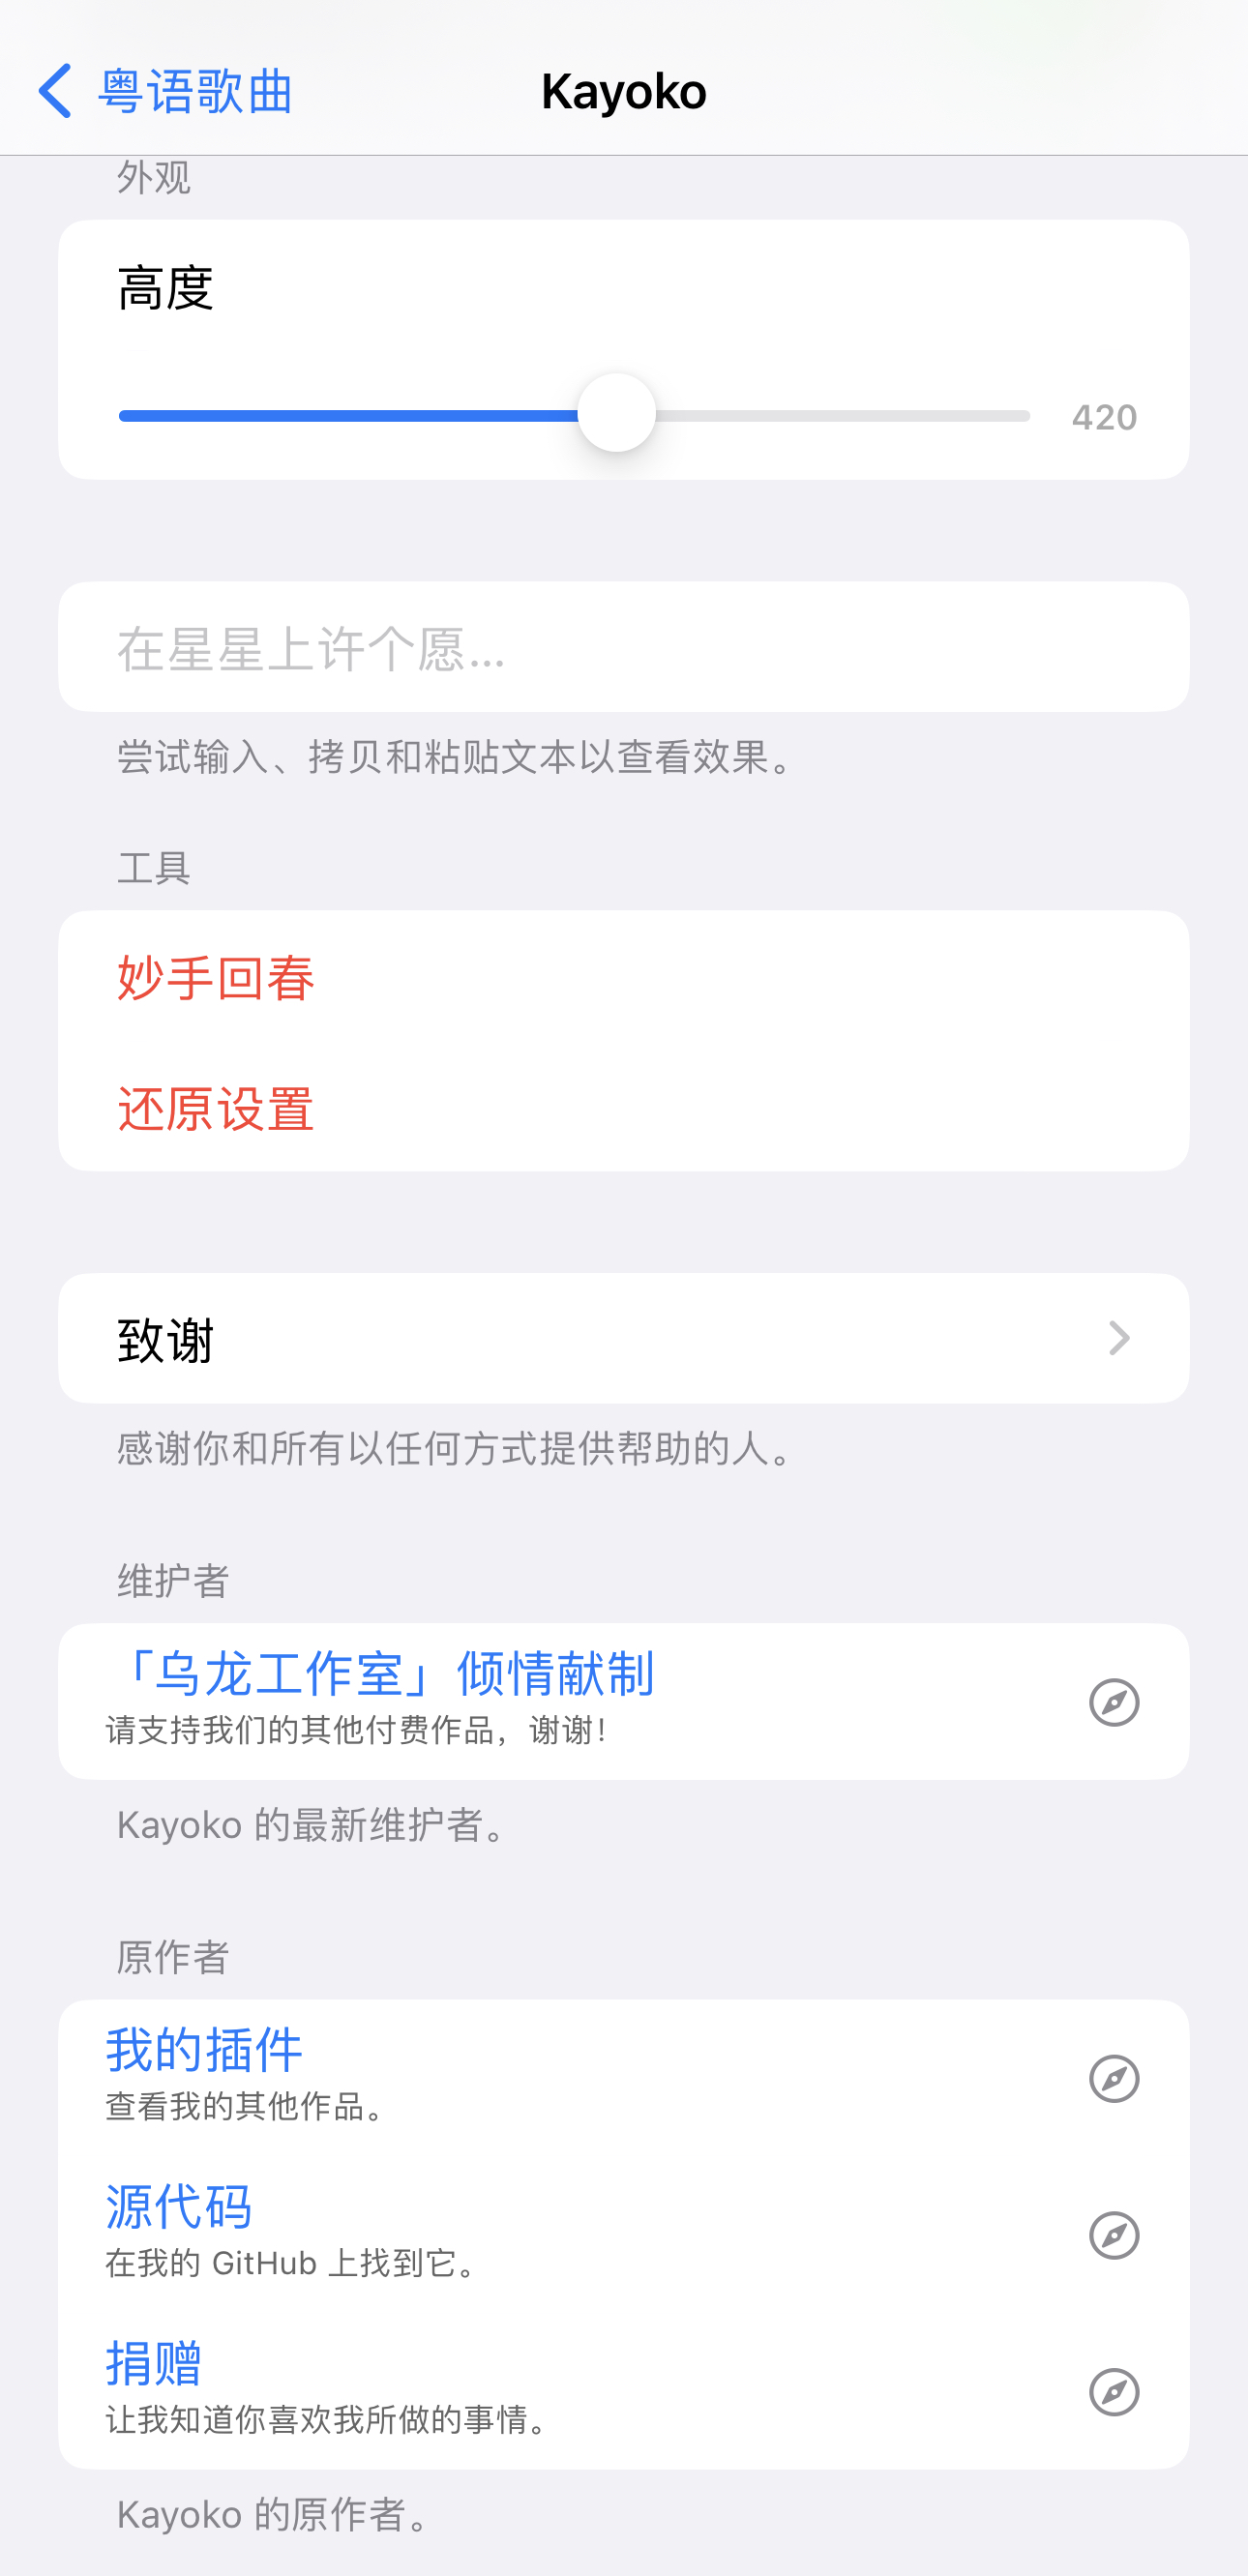 粤语歌曲
Kayoko
外观
高度
420
在星星上许个愿...
尝试输入、拷贝和粘贴文本以查看效果。
工具
妙手回春
还原设置
致谢
感谢你和所有以任何方式提供帮助的人。
维护者
「乌龙工作室」倾情献制
请支持我们的其他付费作品，谢谢！
Kayoko 的最新维护者。
原作者
我的插件
查看我的其他作品。
源代码
在我的 GitHub 上找到它。
捐赠
让我知道你喜欢我所做的事情。
Kayoko 的原作者。